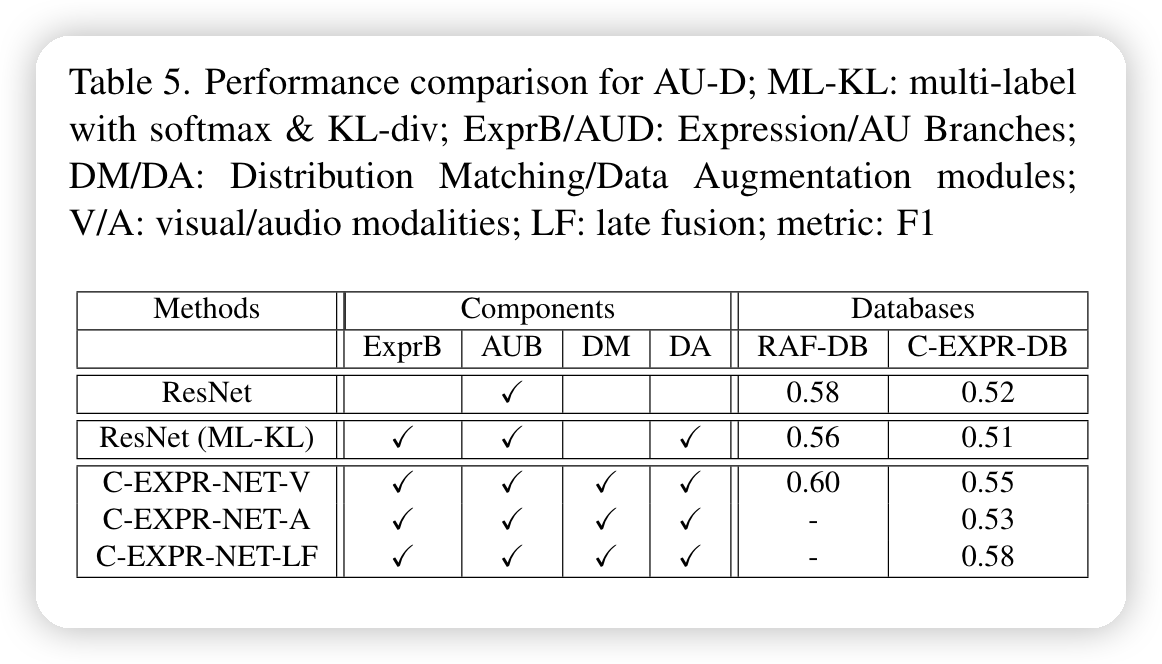 Table 5. Performance comparison for AU-D; ML-KL: multi-label
with softmax & KL-div; ExprB/AUD: Expression/AU Branches;
DM/DA: Distribution Matching/Data Augmentation modules;
V/A: visual/audio modalities; LF: late fusion; metric: F1
Methods Components Databases
ExprB AUB DM DA RAF-DB C-EXPR-DB
ResNet ✓ 0.58 0.52
ResNet (ML-KL) ✓ ✓ ✓ 0.56 0.51
C-EXPR-NET-V ✓ ✓ ✓ ✓ 0.60 0.55
C-EXPR-NET-A ✓ ✓ ✓ ✓ - 0.53
C-EXPR-NET-LF ✓ ✓ ✓ ✓ - 0.58